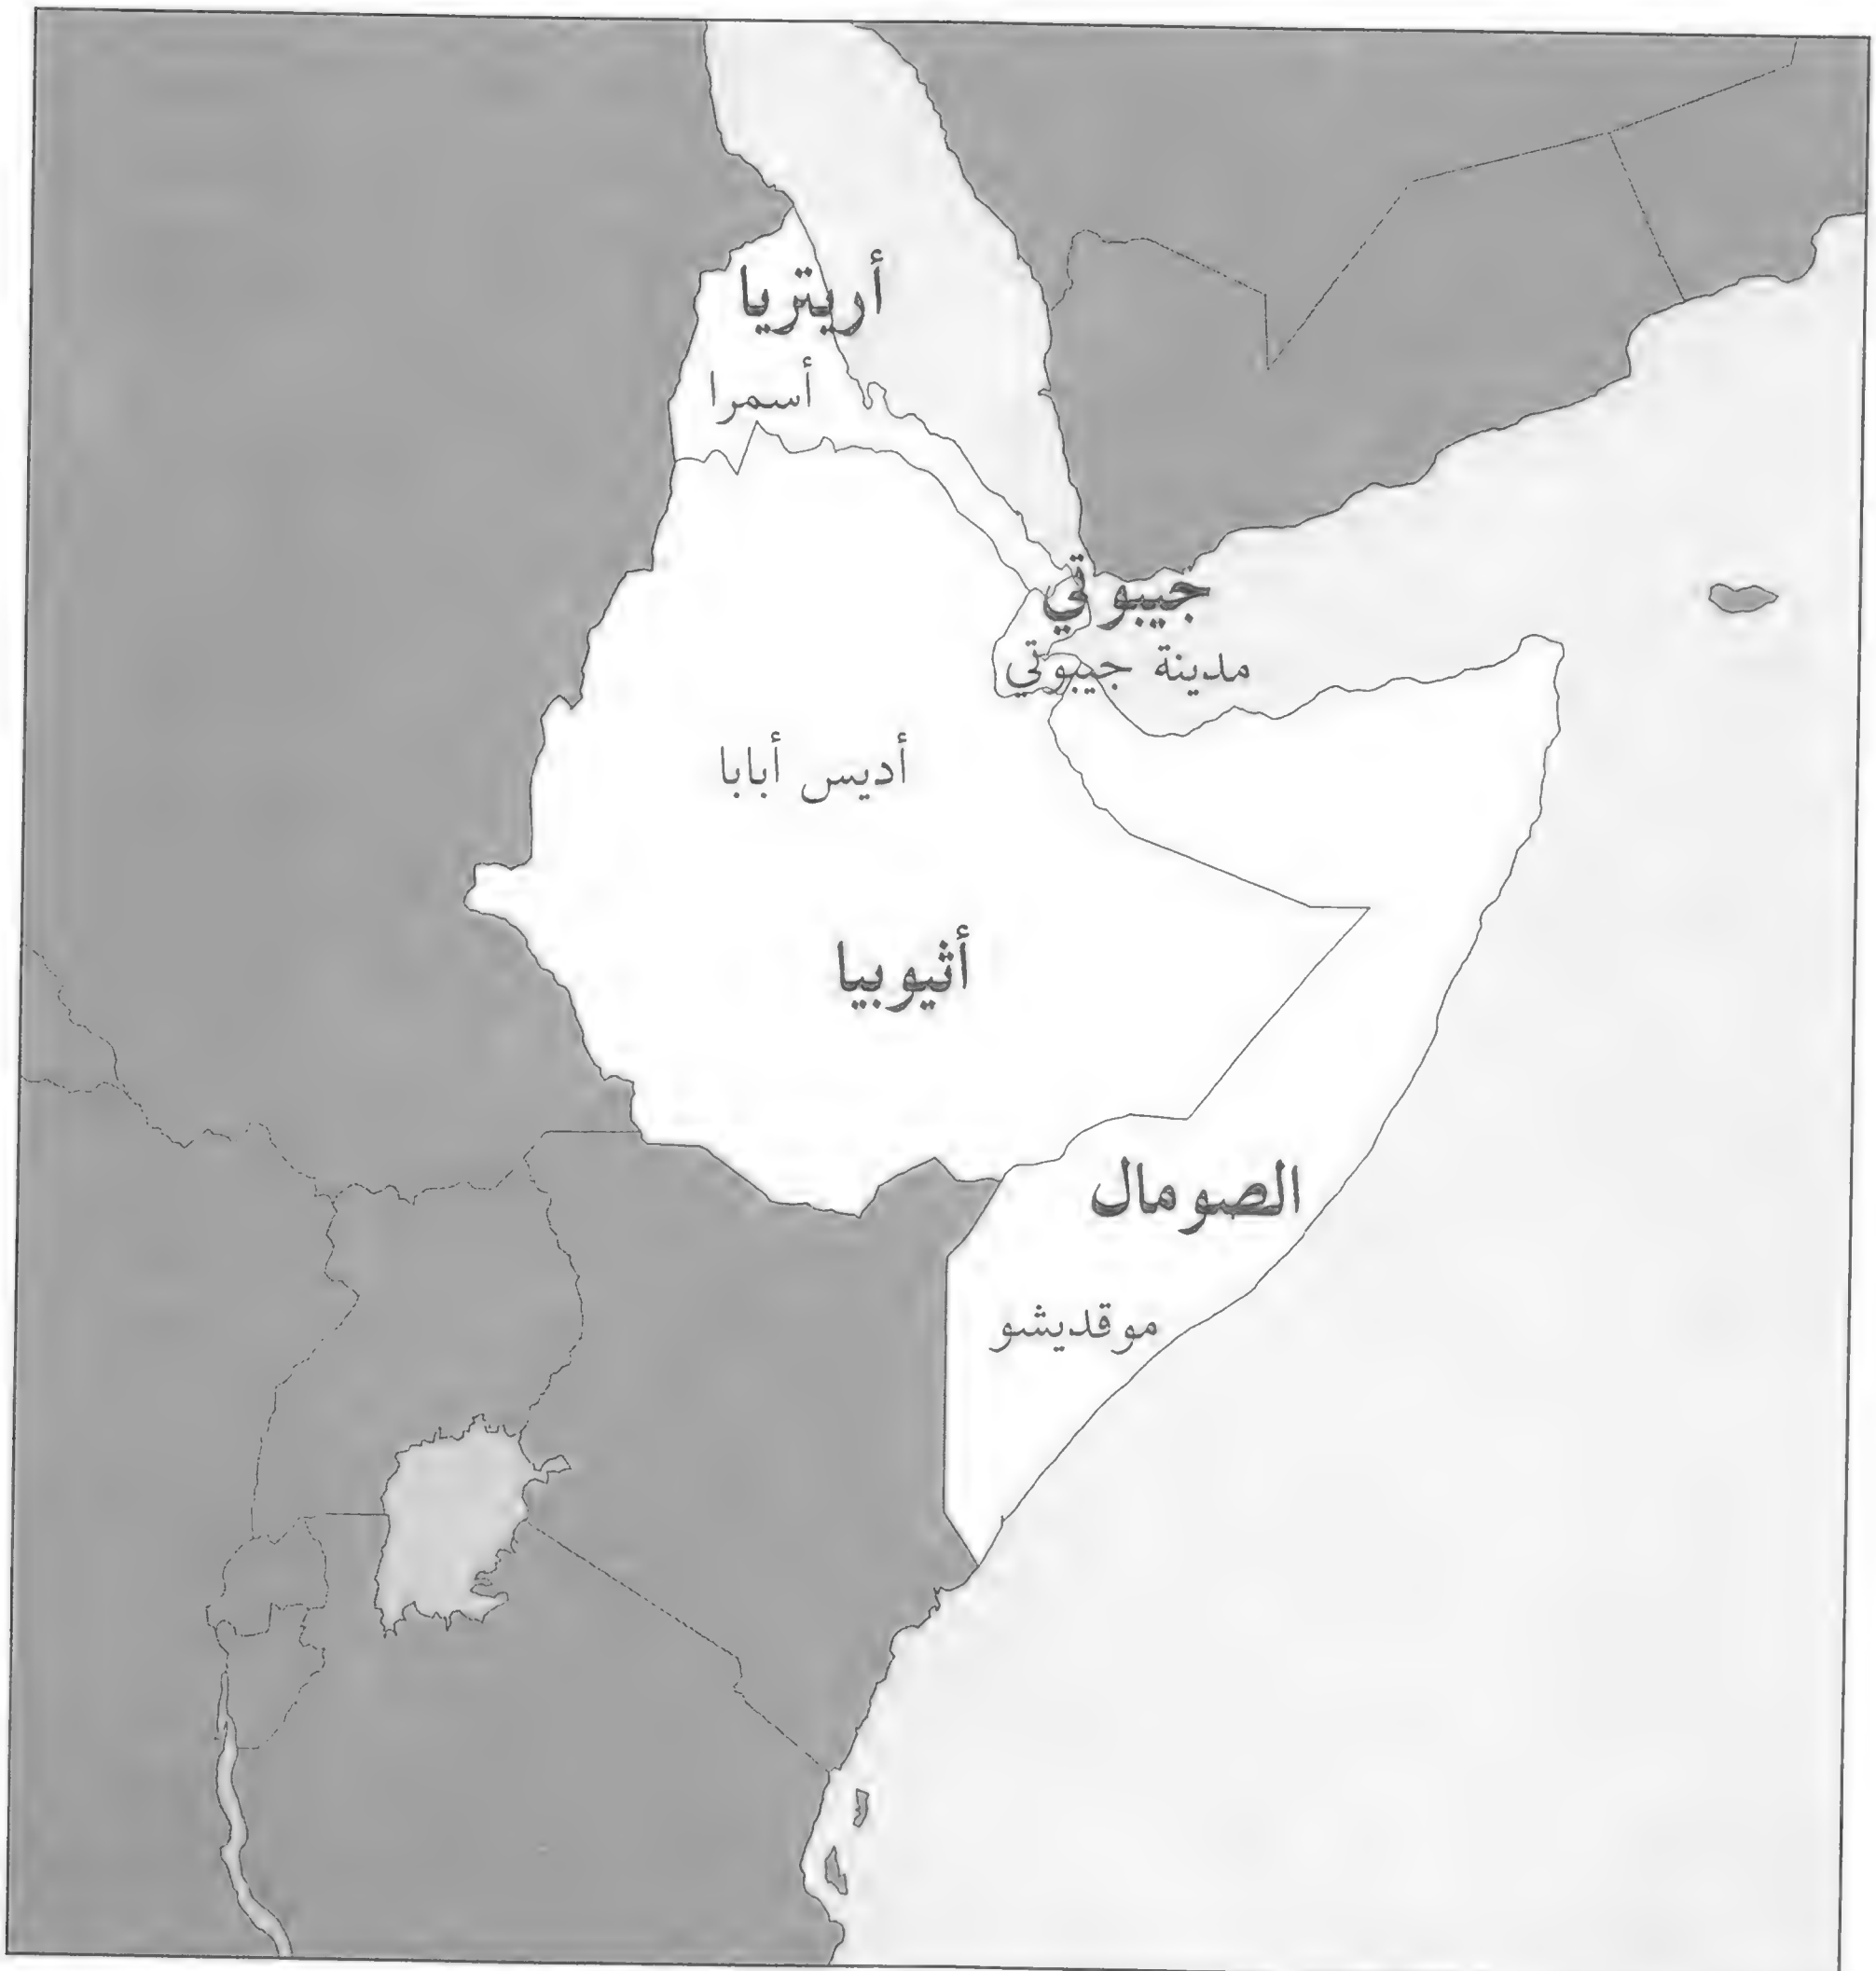 أريتريا
أسمرا
جيبوتي
مدينة جيبوتي
أديس أبابا
أثيوبيا
الصومال
موقديشو